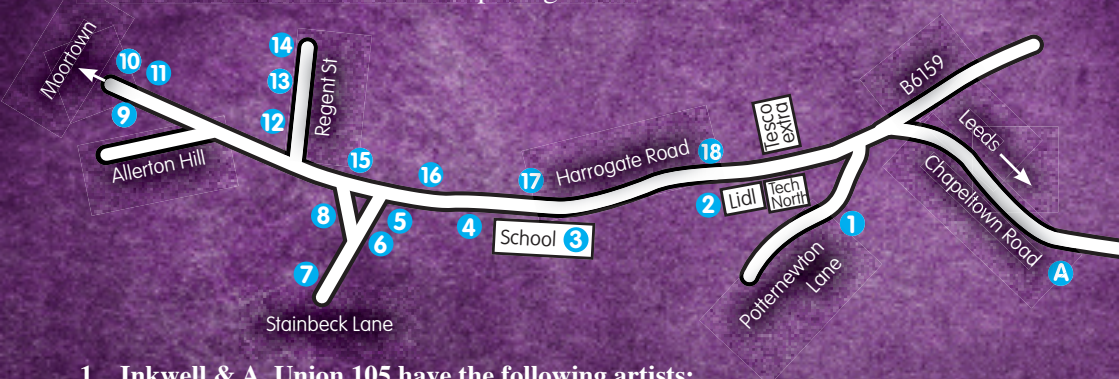 Moortown
10
11
9
14
13
12
Regent St
Allerton Hill
15
16
17
Harrogate Road
18
Tesco
extra
B6159
Leeds
Chapeltown Road
A
8
5
6
7
4
School 3
2
Lidl
Tech
North
1
Potternewton
Lane
Stainbeck Lane
1. Inkwell & A. Union 105 have the following artists: